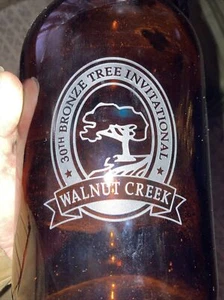 ★ 30TH BRONZE TREE INVITATIONAL ★
WALNUT CREEK